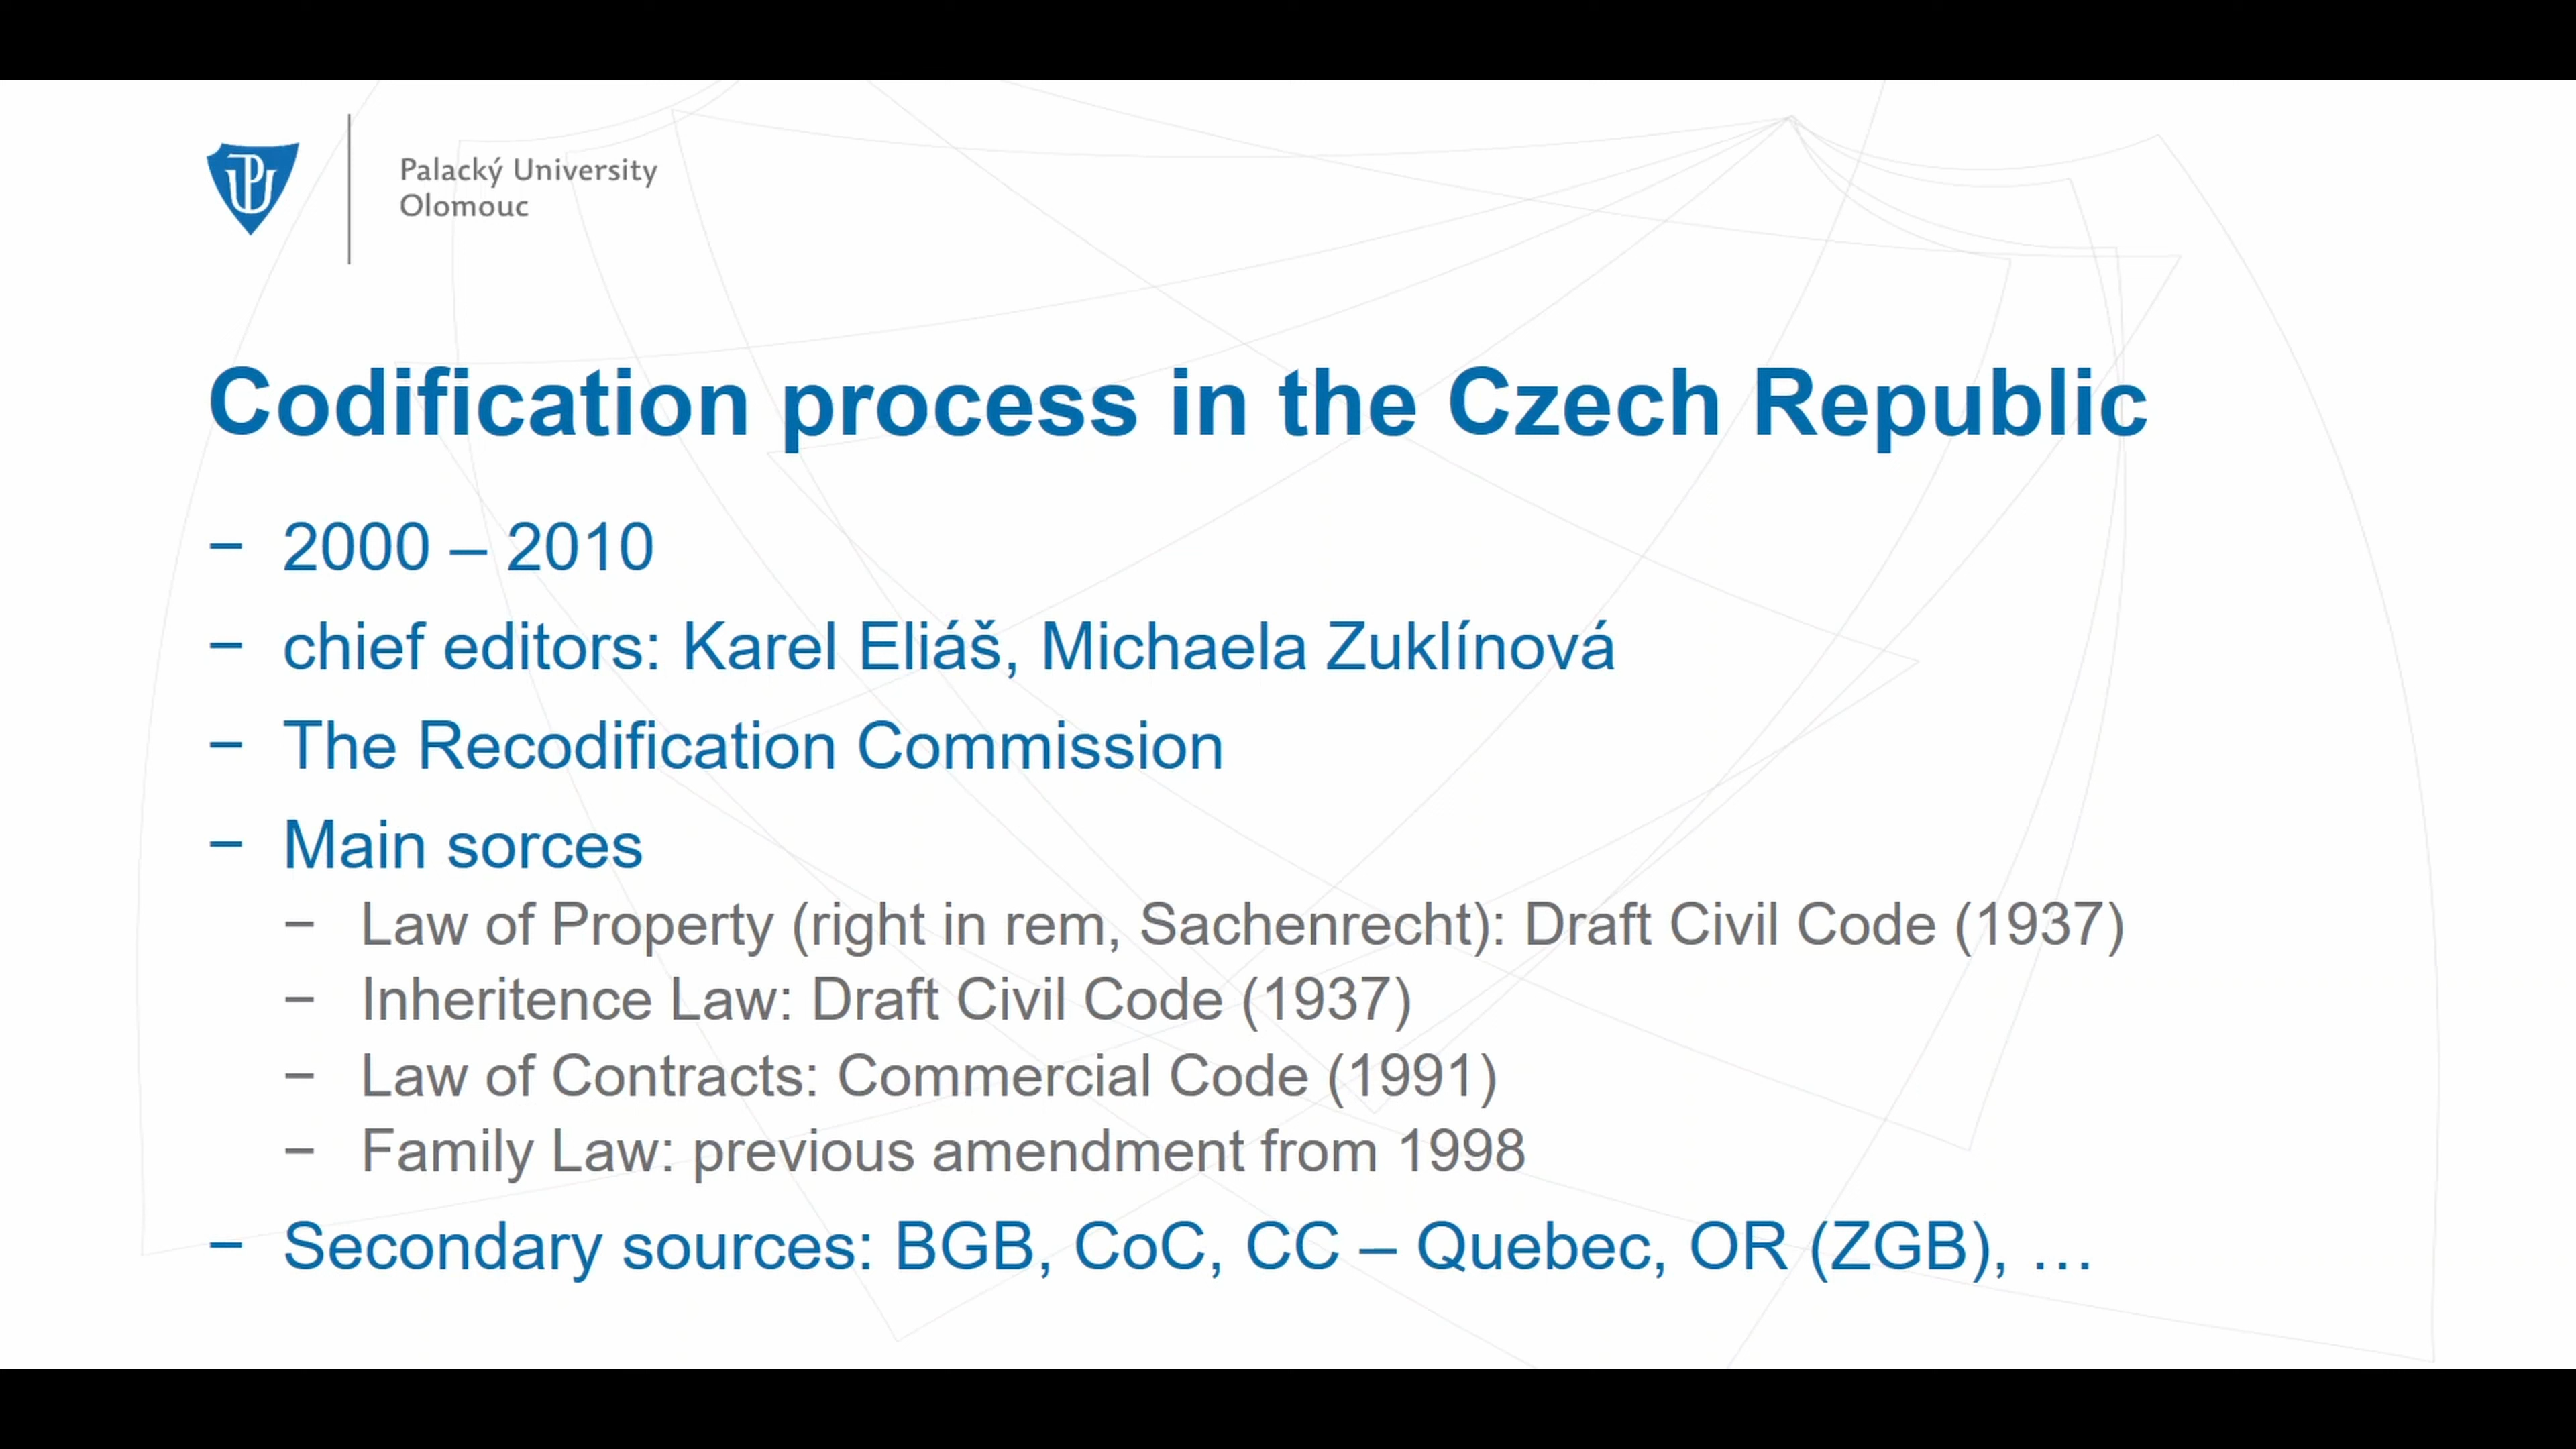 Palacký University
Olomouc
Codification process in the Czech Republic
− 2000 – 2010
− chief editors: Karel Eliáš, Michaela Zuklínová
− The Recodification Commission
− Main sorces
− Law of Property (right in rem, Sachenrecht): Draft Civil Code (1937)
− Inheritence Law: Draft Civil Code (1937)
− Law of Contracts: Commercial Code (1991)
− Family Law: previous amendment from 1998
− Secondary sources: BGB, CoC, CC – Quebec, OR (ZGB), …